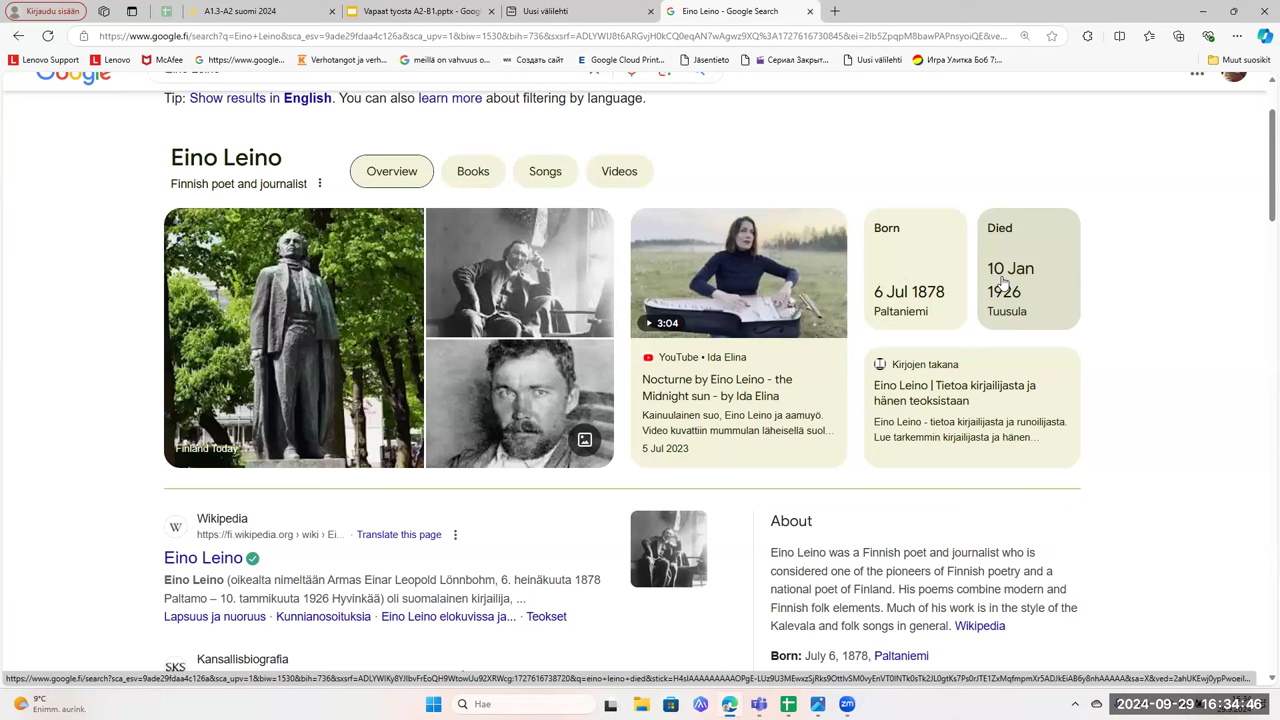 Kirjaudu sisään
A1.3-A2 suomi 2024
Vapaat tyosta A2-B1.pptx - Google
Uusi välilehti
Eino Leino - Google Search
Lenovo Support
Lenovo
McAfee
https://www.google...
Verhotangot ja verh...
meillä on vahvuus o...
Создать сайт
Google Cloud Print...
Jäsentieto
Сериал Закрыт...
Uusi välilehti
Игра Улитка Боб 7:...
Muut suosikit
Tip: Show results in English. You can also learn more about filtering by language.
Eino Leino
Finnish poet and journalist
Overview
Books
Songs
Videos
Finland Today
3:04
YouTube • Ida Elina
Nocturne by Eino Leino - the
Midnight sun - by Ida Elina
Kainuulainen suo, Eino Leino ja aamuyö.
Video kuvattiin mummulan läheisellä suol...
5 Jul 2023
Born
6 Jul 1878
Paltaniemi
Died
10 Jan
1926
Tuusula
Kirjojen takana
Eino Leino | Tietoa kirjailijasta ja
hänen teoksistaan
Eino Leino - tietoa kirjailijasta ja runoilijasta.
Lue tarkemmin kirjailijasta ja hänen...
Wikipedia
https://fi.wikipedia.org › wiki › Ei... · Translate this page
Eino Leino
Eino Leino (oikealta nimeltään Armas Einar Leopold Lönnbohm, 6. heinäkuuta 1878
Paltamo – 10. tammikuuta 1926 Hyvinkää) oli suomalainen kirjailija, ...
Lapsuus ja nuoruus · Kunnianosoituksia · Eino Leino elokuvissa ja... · Teokset
SKS
Kansallisbiografia
About
Eino Leino was a Finnish poet and journalist who is
considered one of the pioneers of Finnish poetry and a
national poet of Finland. His poems combine modern and
Finnish folk elements. Much of his work is in the style of the
Kalevala and folk songs in general. Wikipedia
Born: July 6, 1878, Paltaniemi
9°C
Enimm. aurink.
Hae
2024-09-29 16:34:46